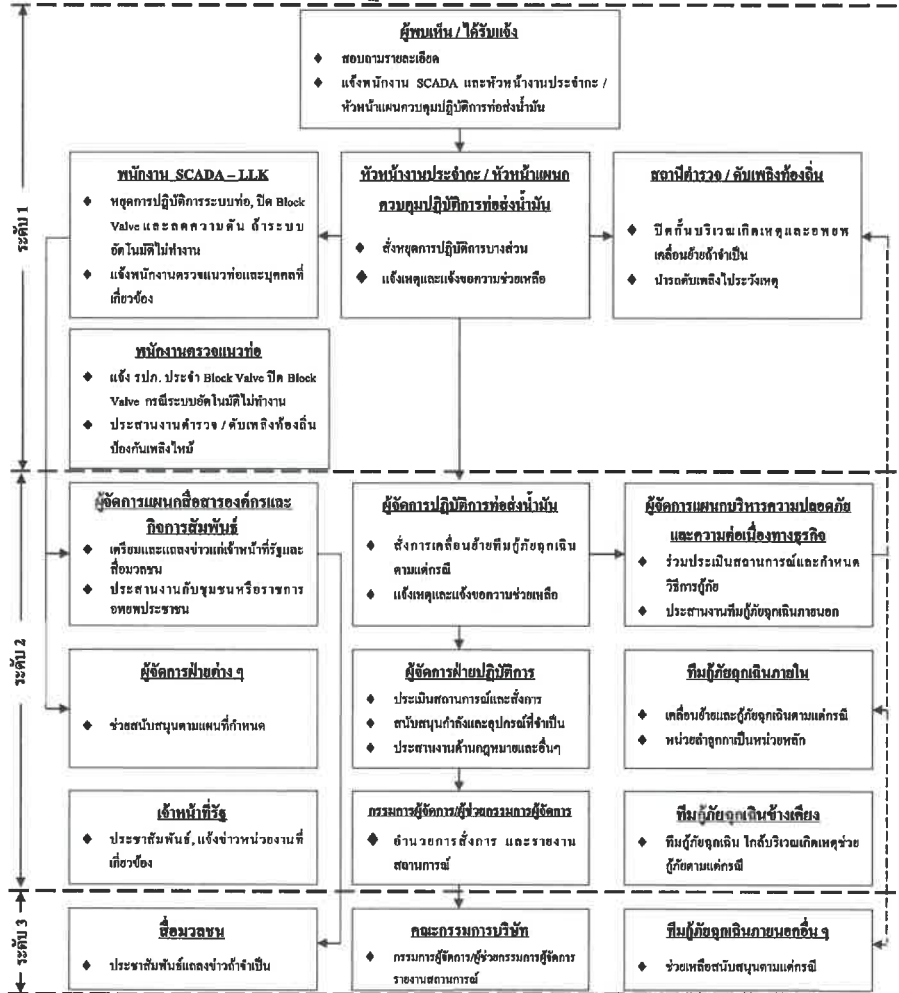 ผู้พบเห็น / ได้รับแจ้ง
◆ สอบถามรายละเอียด
◆ แจ้งพนักงาน SCADA และหัวหน้างานประจำกะ /
หัวหน้าแผนควบคุมปฏิบัติการท่อส่งน้ำมัน
ระดับ 1
พนักงาน SCADA – LLK
◆ หยุดการปฏิบัติการระบบท่อ, ปิด Block
Valve และลดความดัน ถ้าระบบ
อัตโนมัติไม่ทำงาน
◆ แจ้งพนักงานตรวจแนวท่อและบุคคลที่
เกี่ยวข้อง
หัวหน้างานประจำกะ / หัวหน้าแผนก
ควบคุมปฏิบัติการท่อส่งน้ำมัน
◆ สั่งหยุดการปฏิบัติการบางส่วน
◆ แจ้งเหตุและแจ้งขอความช่วยเหลือ
สถานีตำรวจ / ดับเพลิงท้องถิ่น
◆ ปิดกั้นบริเวณเกิดเหตุและอพยพ
เคลื่อนย้ายถ้าจำเป็น
◆ นำรถดับเพลิงไประวังเหตุ
พนักงานตรวจแนวท่อ
◆ แจ้ง รปภ. ประจำ Block Valve ปิด Block
Valve กรณีระบบอัตโนมัติไม่ทำงาน
◆ ประสานงานตำรวจ / ดับเพลิงท้องถิ่น
ป้องกันเพลิงไหม้
ระดับ 2
ผู้จัดการแผนกสื่อสารองค์กรและ
กิจการสัมพันธ์
◆ เตรียมและแถลงข่าวแก่เจ้าหน้าที่รัฐและ
สื่อมวลชน
◆ ประสานงานกับชุมชนหรือราชการ
อพยพประชาชน
ผู้จัดการปฏิบัติการท่อส่งน้ำมัน
◆ สั่งการเคลื่อนย้ายทีมกู้ภัยฉุกเฉิน
ตามแต่กรณี
◆ แจ้งเหตุและแจ้งขอความช่วยเหลือ
ผู้จัดการแผนกบริหารความปลอดภัย
และความต่อเนื่องทางธุรกิจ
◆ ร่วมประเมินสถานการณ์และกำหนด
วิธีการกู้ภัย
◆ ประสานงานทีมกู้ภัยฉุกเฉินภายนอก
ผู้จัดการฝ่ายต่าง ๆ
◆ ช่วยสนับสนุนตามแผนที่กำหนด
ผู้จัดการฝ่ายปฏิบัติการ
◆ ประเมินสถานการณ์และสั่งการ
◆ สนับสนุนกำลังและอุปกรณ์ที่จำเป็น
◆ ประสานงานด้านกฎหมายและอื่นๆ
ทีมกู้ภัยฉุกเฉินภายใน
◆ เคลื่อนย้ายและกู้ภัยฉุกเฉินตามแต่กรณี
◆ หน่วยลำลูกกาเป็นหน่วยหลัก
เจ้าหน้าที่รัฐ
◆ ประชาสัมพันธ์, แจ้งข่าวหน่วยงานที่
เกี่ยวข้อง
กรรมการผู้จัดการ/ผู้ช่วยกรรมการผู้จัดการ
◆ อำนวยการสั่งการ และรายงาน
สถานการณ์
ทีมกู้ภัยฉุกเฉินข้างเคียง
◆ ทีมกู้ภัยฉุกเฉิน ใกล้บริเวณเกิดเหตุช่วย
กู้ภัยตามแต่กรณี
ระดับ 3
สื่อมวลชน
◆ ประชาสัมพันธ์แถลงข่าวถ้าจำเป็น
คณะกรรมการบริษัท
◆ กรรมการผู้จัดการ/ผู้ช่วยกรรมการผู้จัดการ
รายงานสถานการณ์
ทีมกู้ภัยฉุกเฉินภายนอกอื่น ๆ
◆ ช่วยเหลือสนับสนุนตามแต่กรณี